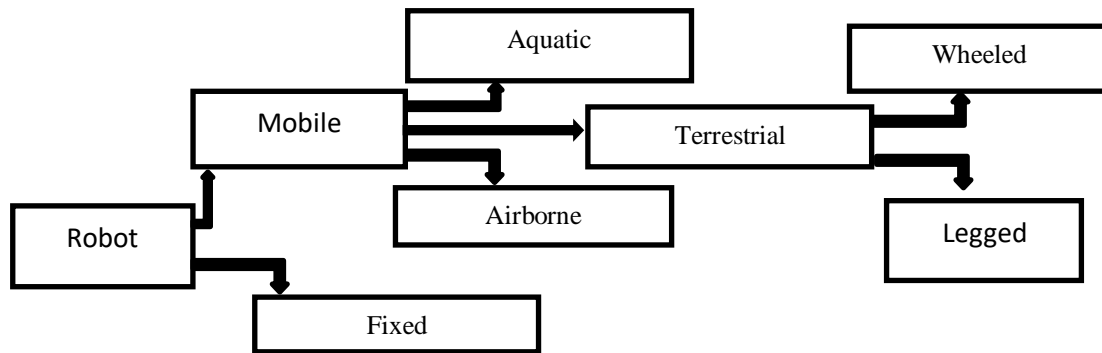 Aquatic
Wheeled
Mobile
Terrestrial
Airborne
Robot
Legged
Fixed